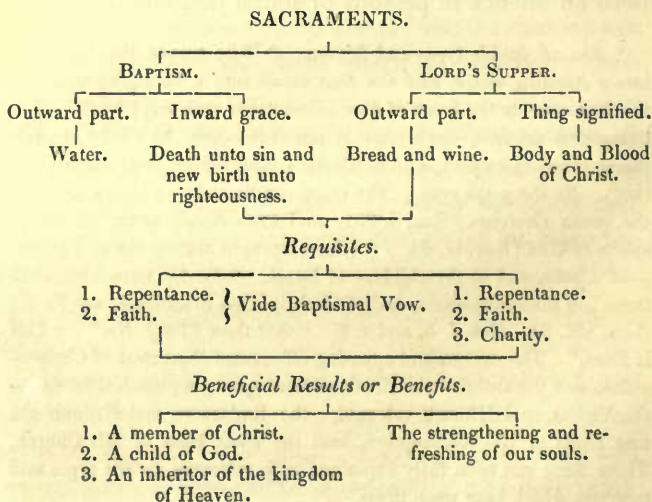 SACRAMENTS.
BAPTISM. LORD'S SUPPER.
Outward part. Inward grace. Outward part. Thing signified.
Water. Death unto sin and new birth unto righteousness. Bread and wine. Body and Blood of Christ.
Requisites.
1. Repentance.
2. Faith.
Vide Baptismal Vow.
1. Repentance.
2. Faith.
3. Charity.
Beneficial Results or Benefits.
1. A member of Christ.
2. A child of God.
3. An inheritor of the kingdom
of Heaven.
The strengthening and re-
freshing of our souls.